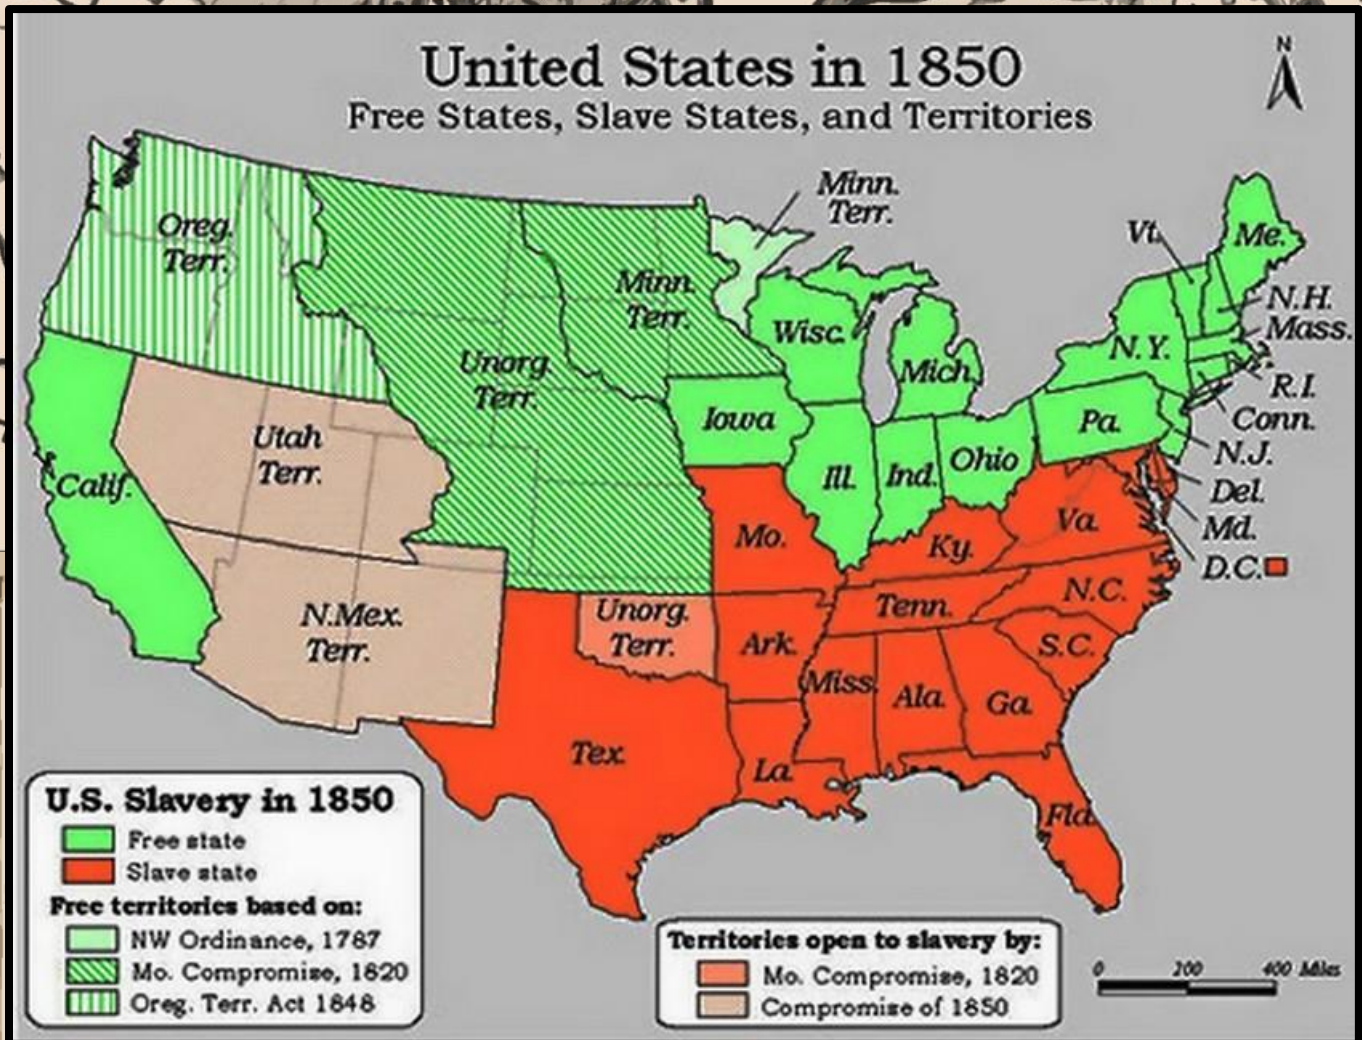 United States in 1850
Free States, Slave States, and Territories
N
Minn.
Terr.
Oreg.
Terr.
Minn.
Terr.
Unorg.
Terr.
Wisc.
Mich.
Vt.
Me.
N.H.
Mass.
N.Y.
R.I.
Conn.
Iowa
Pa.
N.J.
Utah
Terr.
Calif.
Ill.
Ind.
Ohio
Del.
Md.
D.C.
Mo.
Ky.
Va.
N.Mex.
Terr.
Unorg.
Terr.
Ark.
Tenn.
N.C.
S.C.
Miss.
Ala.
Ga.
Tex.
La.
Fla.
U.S. Slavery in 1850
Free state
Slave state
Free territories based on:
NW Ordinance, 1787
Mo. Compromise, 1820
Oreg. Terr. Act 1848
Territories open to slavery by:
Mo. Compromise, 1820
Compromise of 1850
0 200 400 Miles